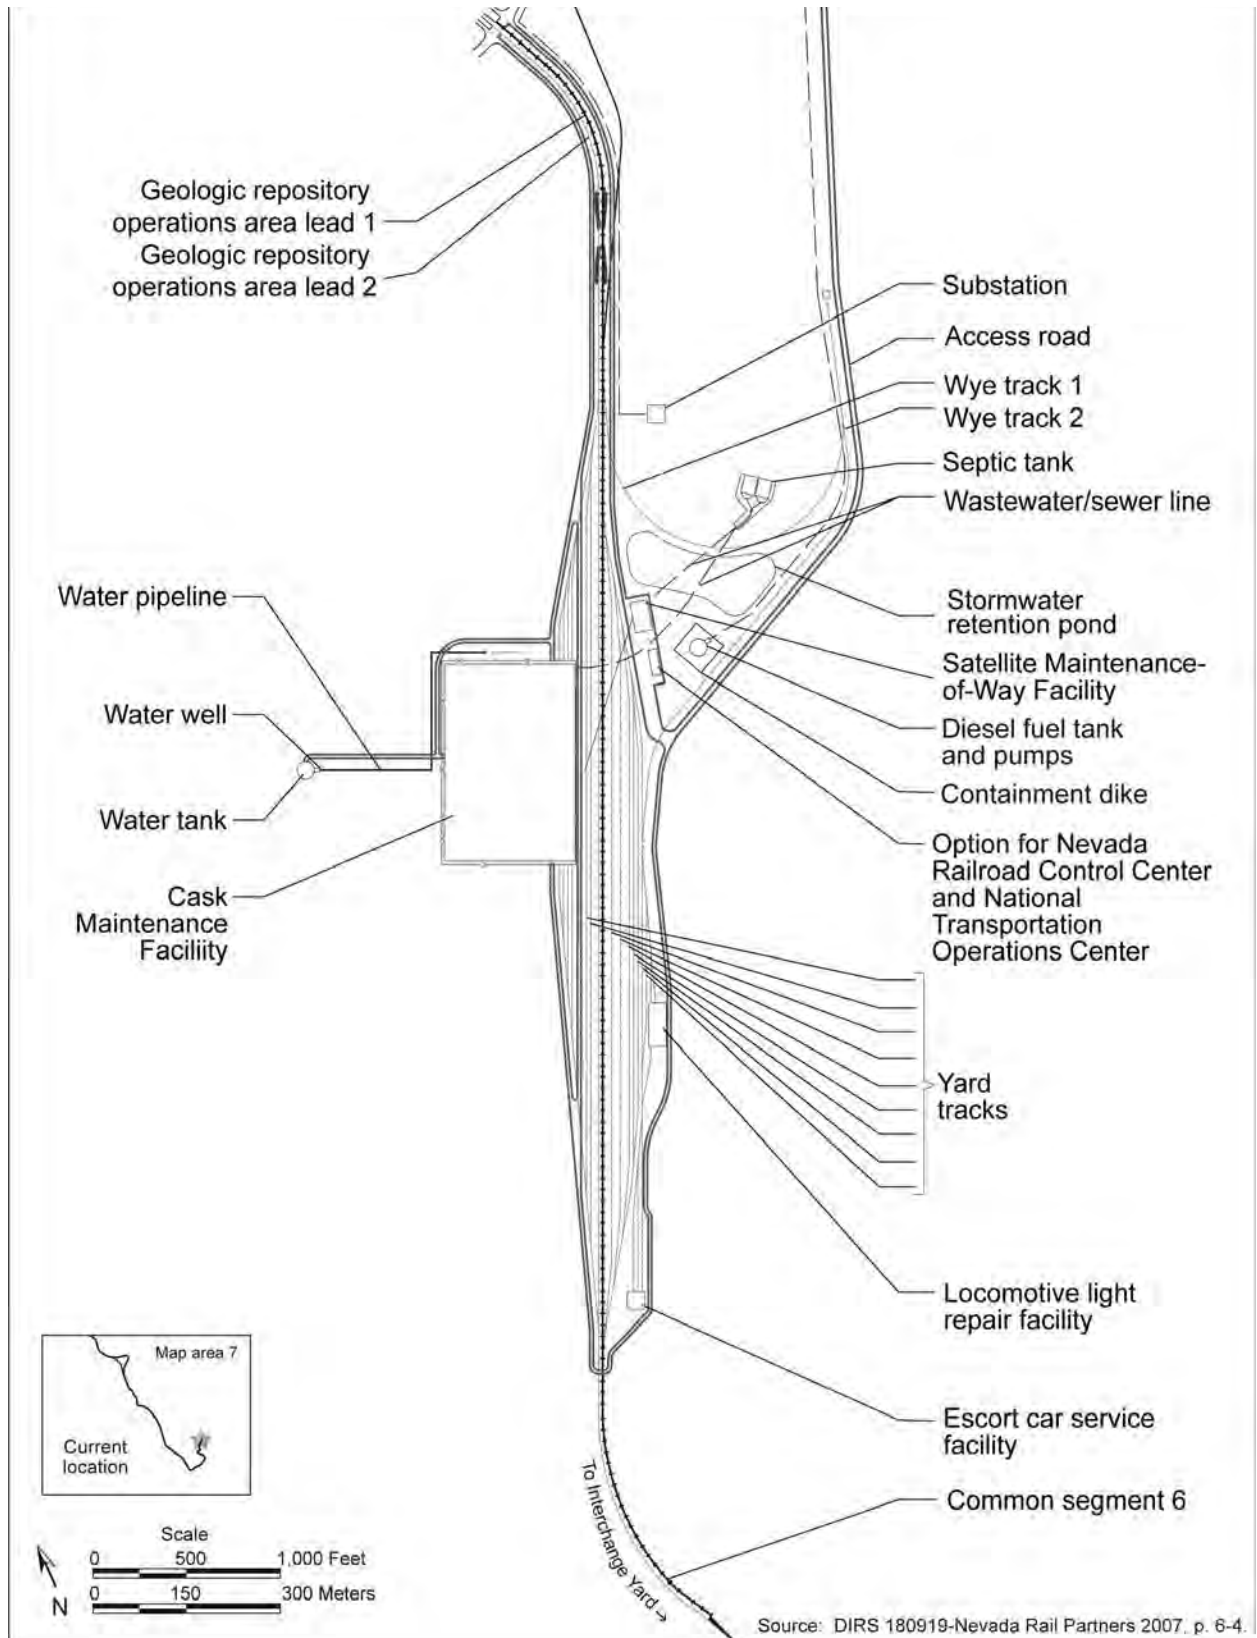 Geologic repository
operations area lead 1
Geologic repository
operations area lead 2
Substation
Access road
Wye track 1
Wye track 2
Septic tank
Wastewater/sewer line
Water pipeline
Stormwater
retention pond
Satellite Maintenance-
of-Way Facility
Water well
Diesel fuel tank
and pumps
Containment dike
Water tank
Option for Nevada
Railroad Control Center
and National
Transportation
Operations Center
Cask
Maintenance
Faciliity
Yard
tracks
Locomotive light
repair facility
Map area 7
Current
location
Escort car service
facility
To Interchange Yard →
Common segment 6
Scale
0 500 1,000 Feet
0 150 300 Meters
N
Source: DIRS 180919-Nevada Rail Partners 2007, p. 6-4.